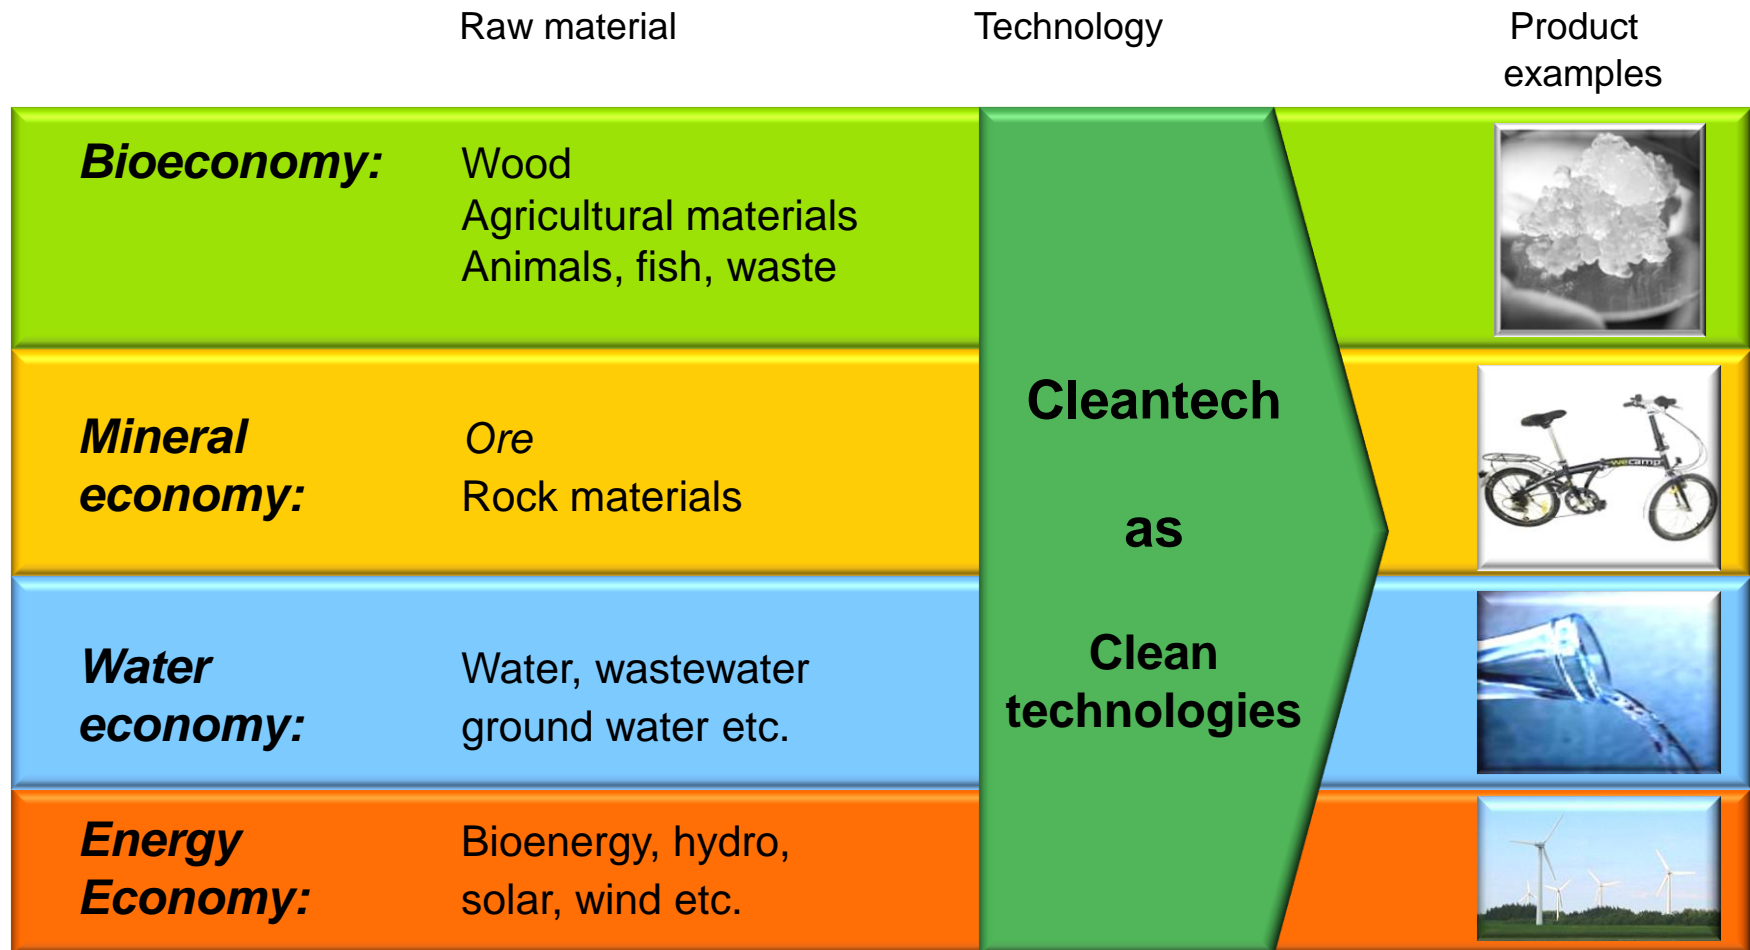 Raw material
Technology
Product
examples
Bioeconomy:
Wood
Agricultural materials
Animals, fish, waste
Mineral
economy:
Ore
Rock materials
Water
economy:
Water, wastewater
ground water etc.
Energy
Economy:
Bioenergy, hydro,
solar, wind etc.
Cleantech
as
Clean
technologies
wecamp